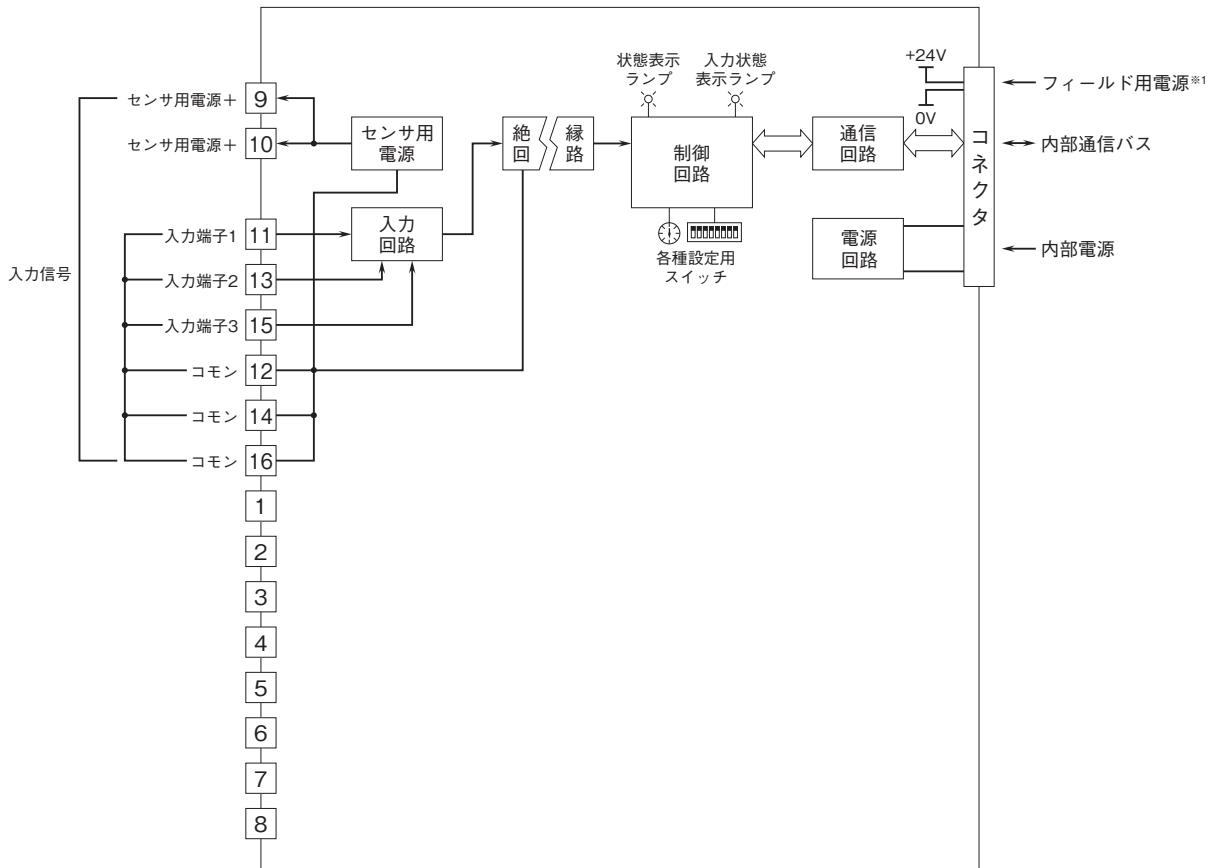 状態表示
ランプ
入力状態
表示ランプ
+24V
0V
フィールド用電源※1
センサ用電源+ 9
センサ用電源+ 10
センサ用
電源
絶 縁
回 路
制御
回路
通信
回路
コネクタ
内部通信バス
入力信号
入力端子1 11
入力端子2 13
入力端子3 15
入力
回路
各種設定用
スイッチ
電源
回路
内部電源
コモン 12
コモン 14
コモン 16
1
2
3
4
5
6
7
8